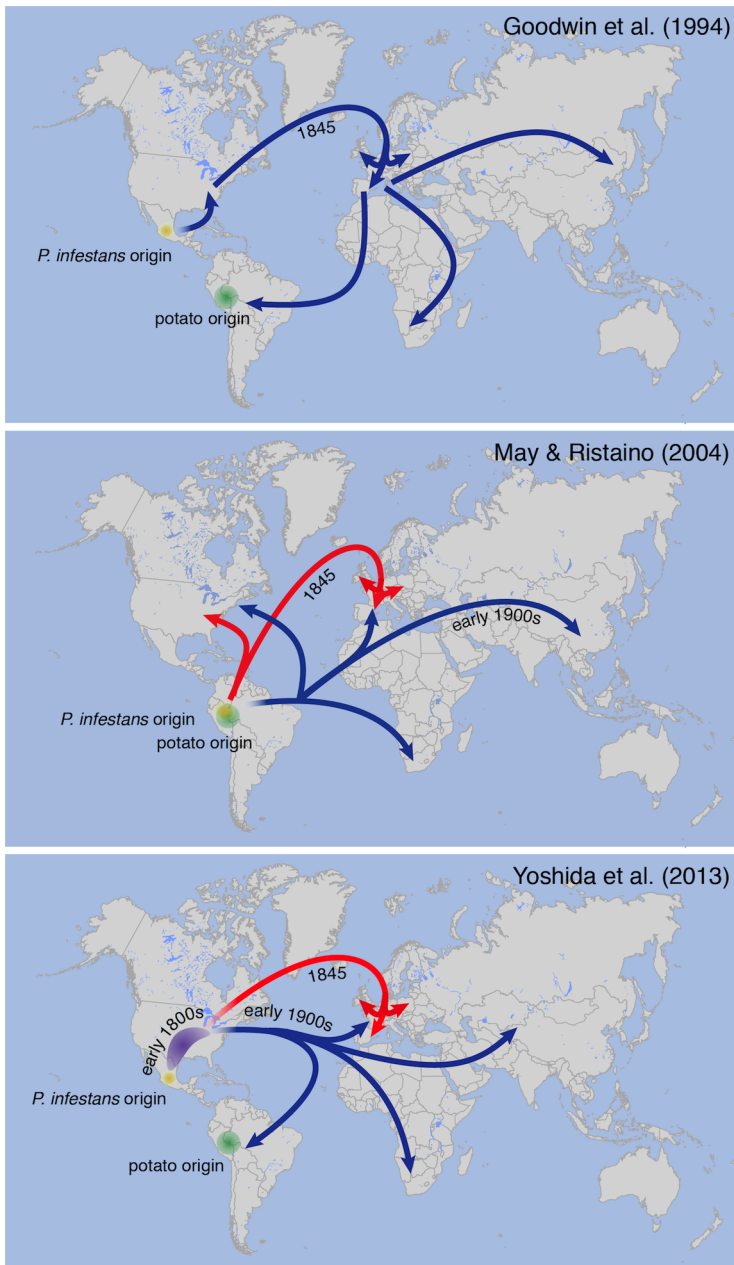 Goodwin et al. (1994)
1845
P. infestans origin
potato origin
May & Ristaino (2004)
1845
early 1900s
P. infestans origin
potato origin
Yoshida et al. (2013)
1845
early 1800s
early 1900s
P. infestans origin
potato origin